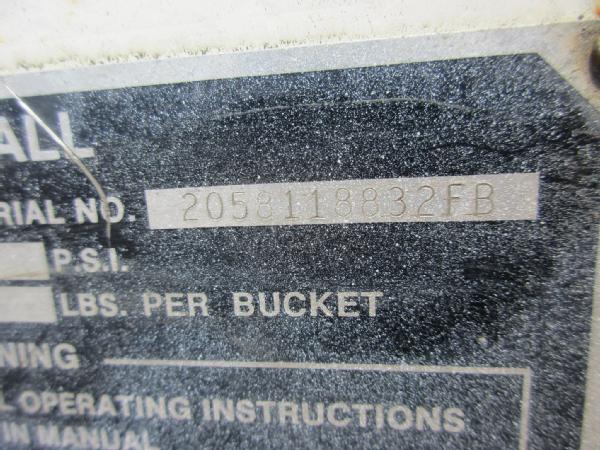 ALL
RIAL NO. 2058118832FB
P.S.I.
LBS. PER BUCKET
NING
L OPERATING INSTRUCTIONS
IN MANUAL